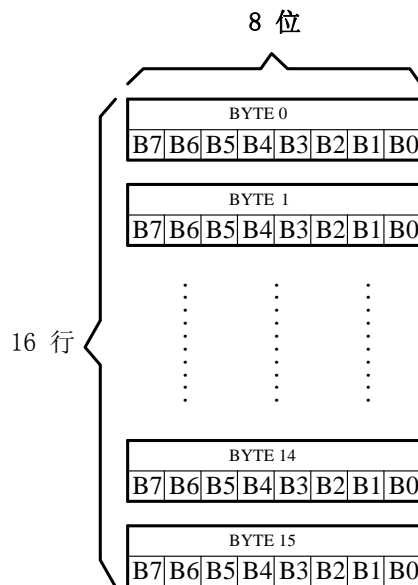 8 位
BYTE 0
B7 B6 B5 B4 B3 B2 B1 B0
BYTE 1
B7 B6 B5 B4 B3 B2 B1 B0
16 行
BYTE 14
B7 B6 B5 B4 B3 B2 B1 B0
BYTE 15
B7 B6 B5 B4 B3 B2 B1 B0